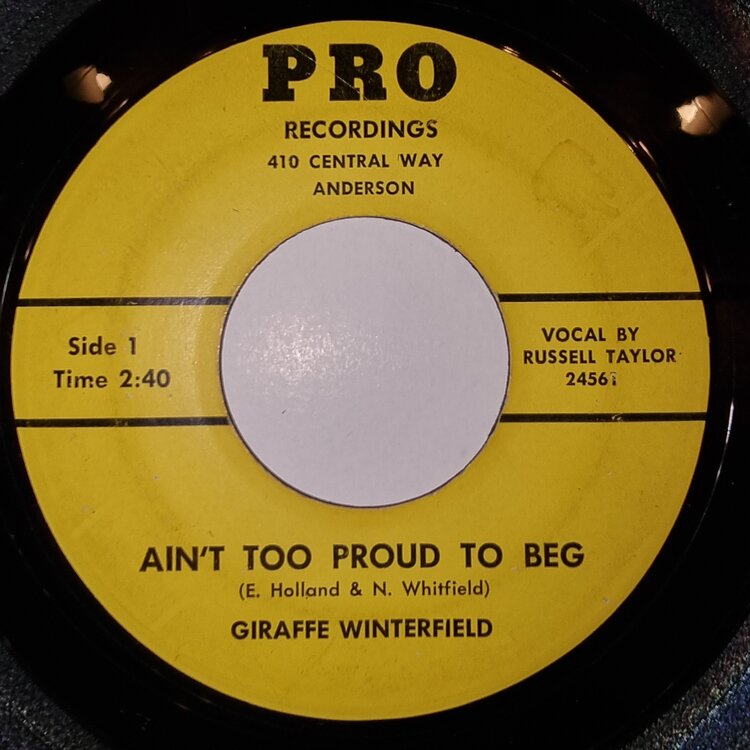 PRO
RECORDINGS
410 CENTRAL WAY
ANDERSON
Side 1
Time 2:40
VOCAL BY
RUSSELL TAYLOR
24561
AIN'T TOO PROUD TO BEG
(E. Holland & N. Whitfield)
GIRAFFE WINTERFIELD